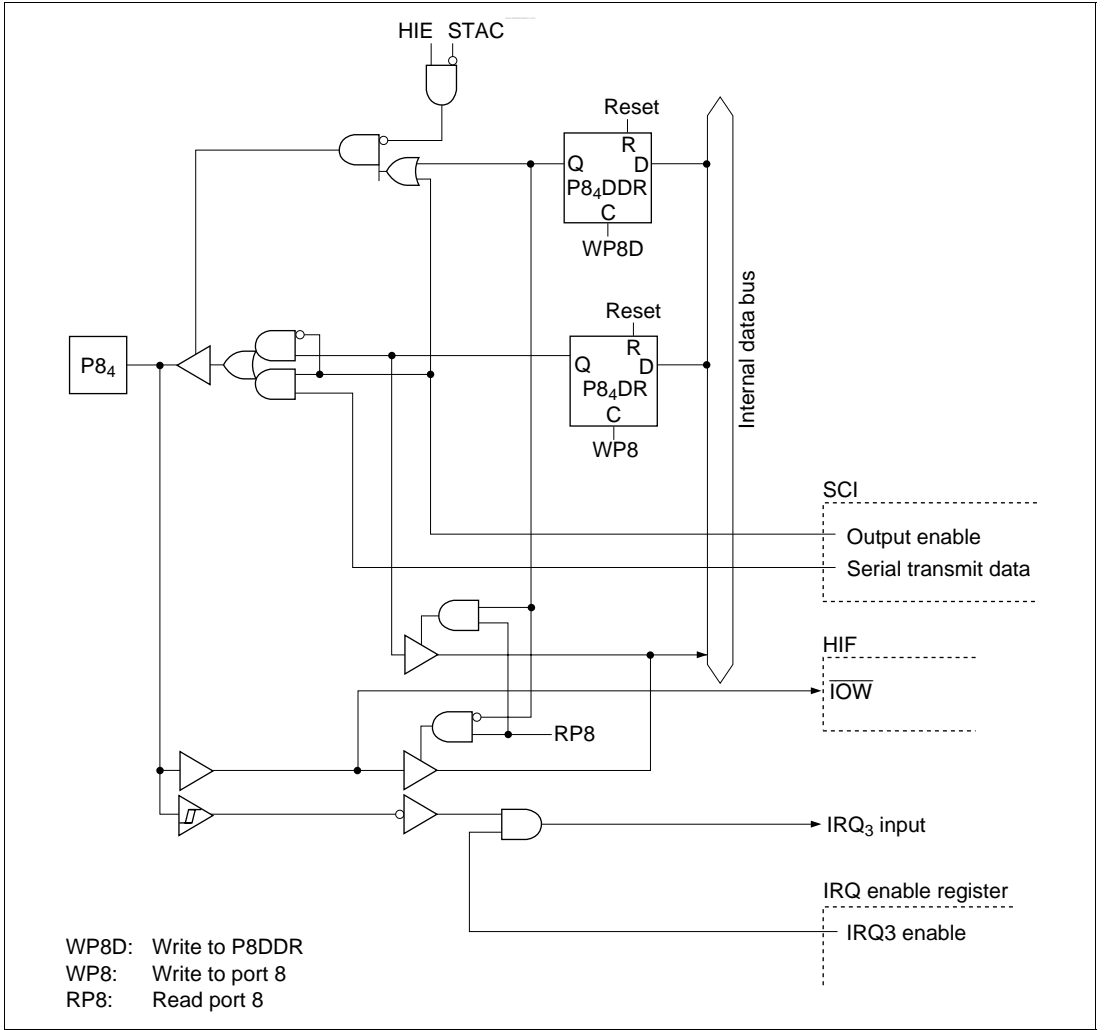 HIE STAC
Reset
R
Q D
P8₄DDR
C
WP8D
Internal data bus
Reset
R
P8₄
Q D
P8₄DR
C
WP8
SCI
Output enable
Serial transmit data
HIF
IOW
RP8
IRQ₃ input
IRQ enable register
IRQ3 enable
WP8D: Write to P8DDR
WP8: Write to port 8
RP8: Read port 8